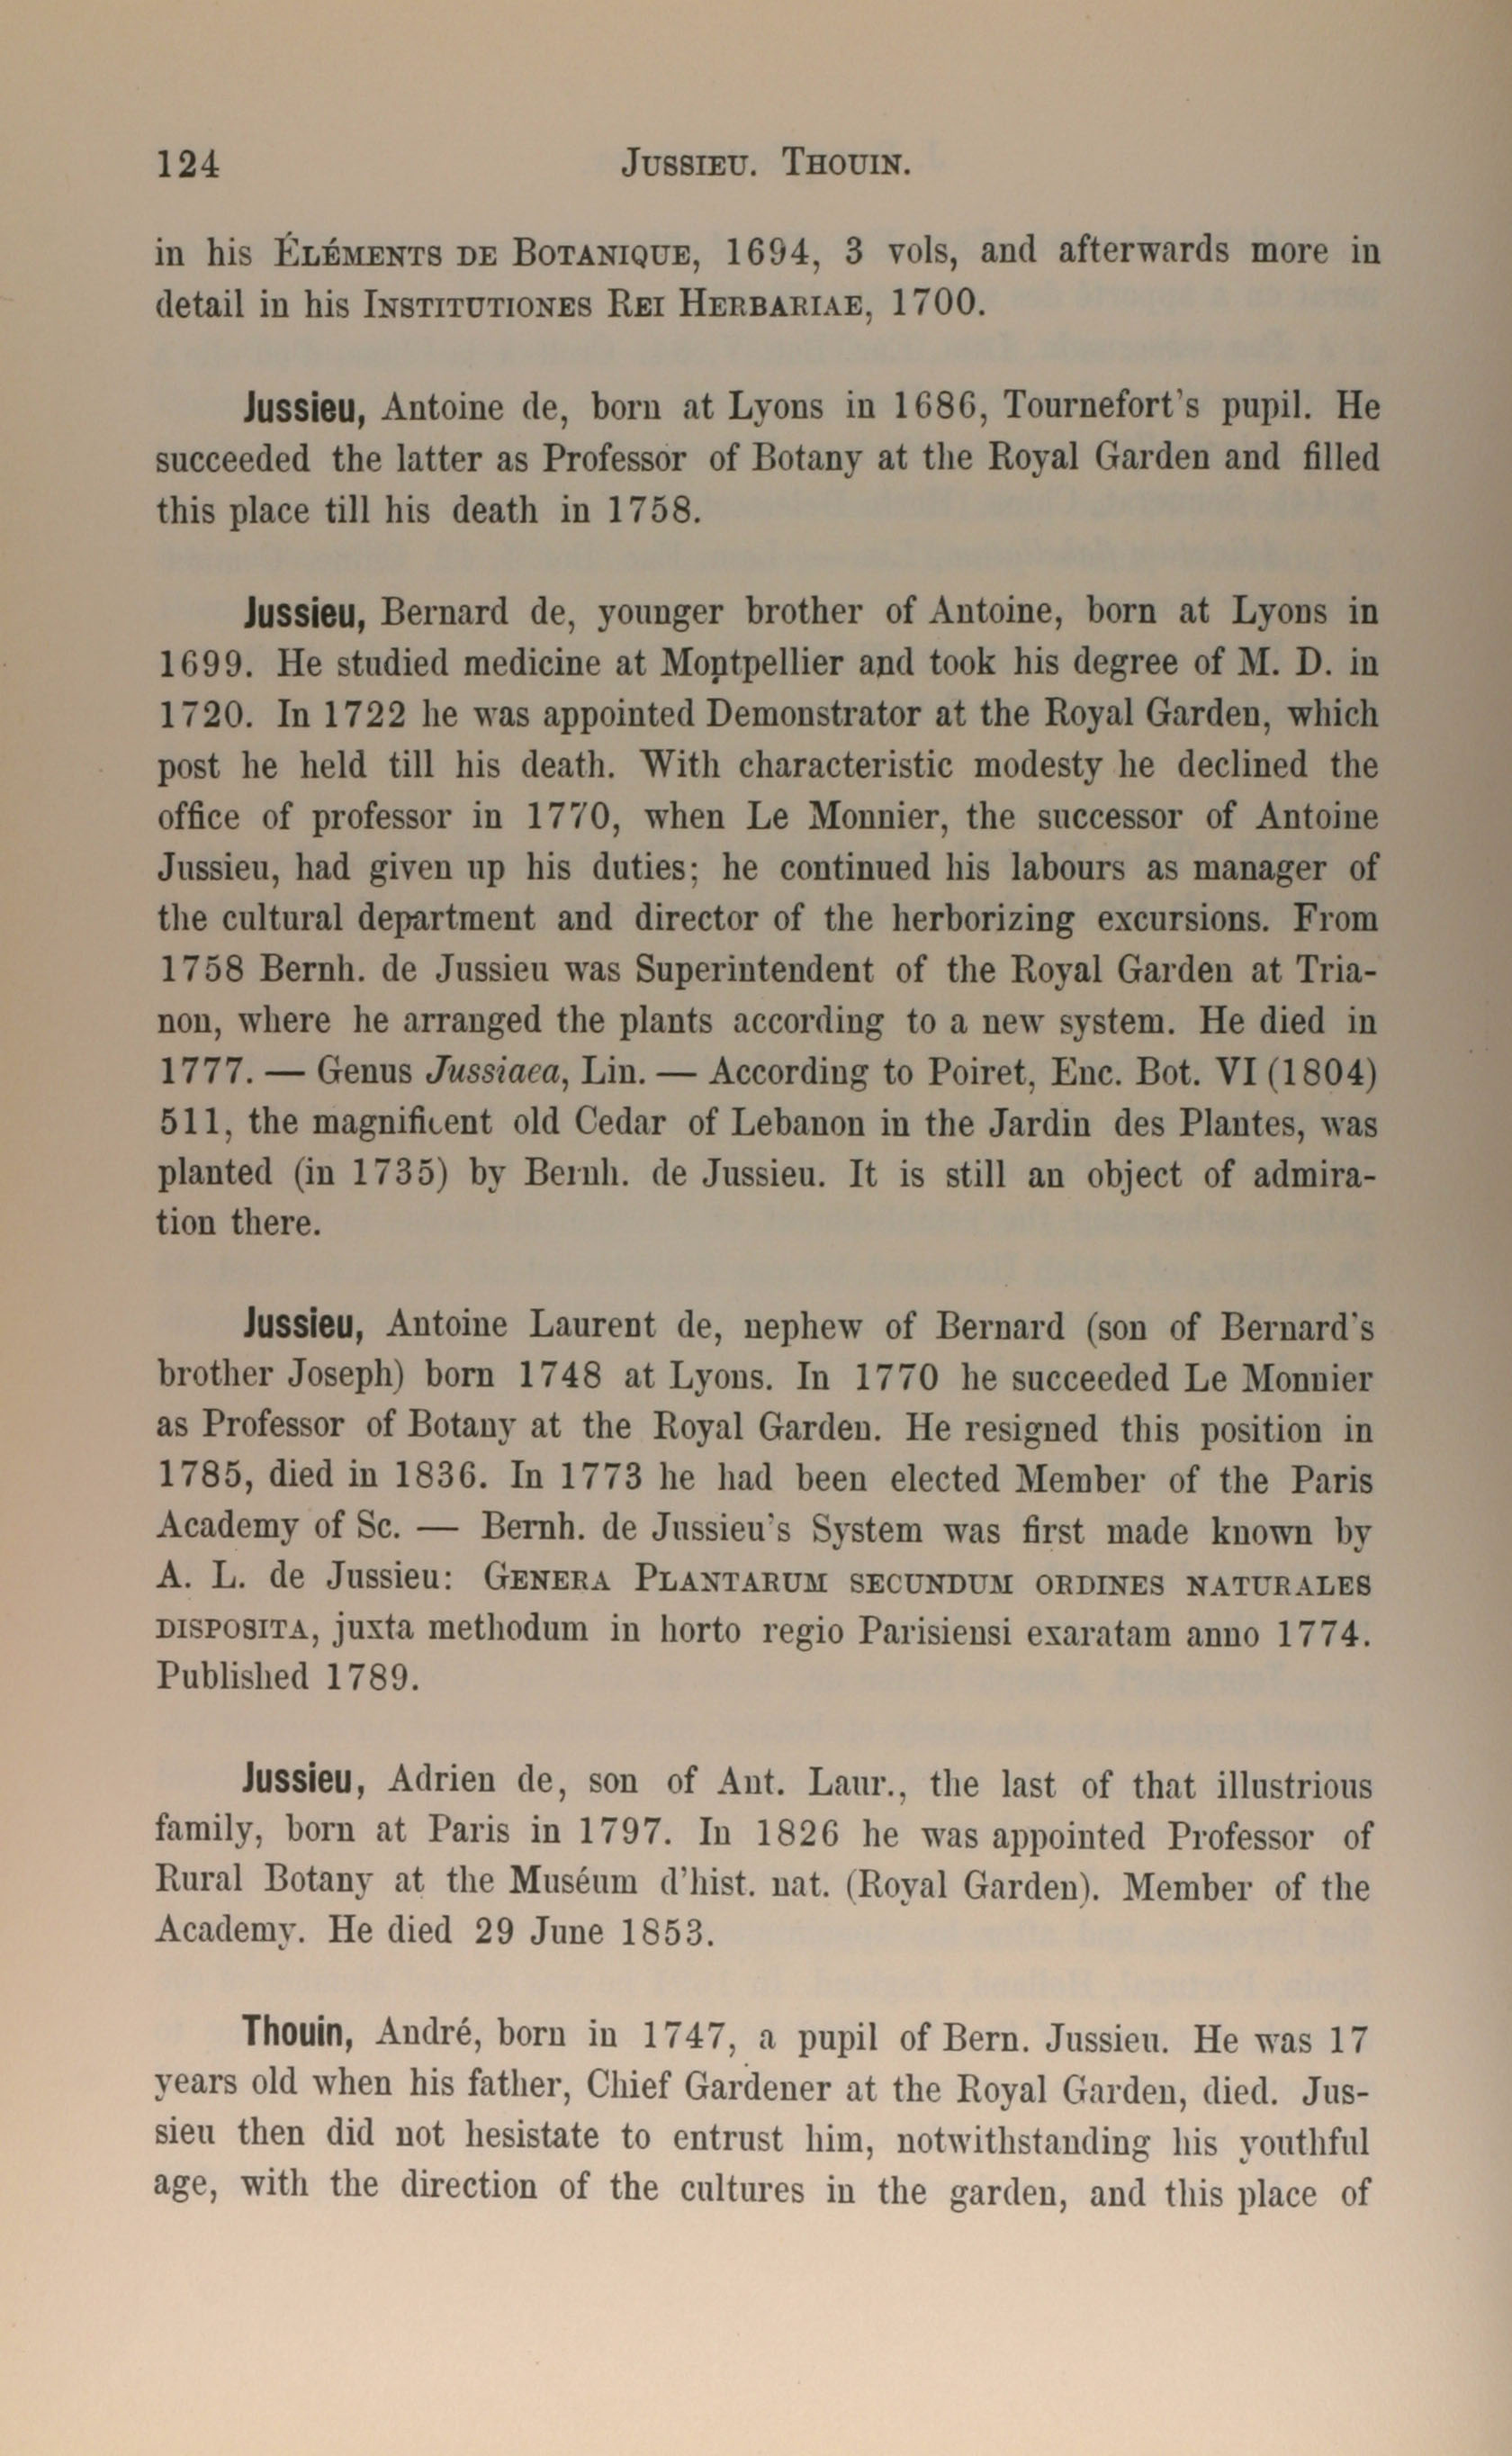 124 JUSSIEU. THOUIN.
in his ÉLÉMENTS DE BOTANIQUE, 1694, 3 vols, and afterwards more in
detail in his INSTITUTIONES REI HERBARIAE, 1700.
Jussieu, Antoine de, born at Lyons in 1686, Tournefort's pupil. He
succeeded the latter as Professor of Botany at the Royal Garden and filled
this place till his death in 1758.
Jussieu, Bernard de, younger brother of Antoine, born at Lyons in
1699. He studied medicine at Montpellier and took his degree of M. D. in
1720. In 1722 he was appointed Demonstrator at the Royal Garden, which
post he held till his death. With characteristic modesty he declined the
office of professor in 1770, when Le Monnier, the successor of Antoine
Jussieu, had given up his duties; he continued his labours as manager of
the cultural department and director of the herborizing excursions. From
1758 Bernh. de Jussieu was Superintendent of the Royal Garden at Tria-
non, where he arranged the plants according to a new system. He died in
1777. — Genus Jussiaea, Lin. — According to Poiret, Enc. Bot. VI (1804)
511, the magnificent old Cedar of Lebanon in the Jardin des Plantes, was
planted (in 1735) by Bernh. de Jussieu. It is still an object of admira-
tion there.
Jussieu, Antoine Laurent de, nephew of Bernard (son of Bernard's
brother Joseph) born 1748 at Lyons. In 1770 he succeeded Le Monnier
as Professor of Botany at the Royal Garden. He resigned this position in
1785, died in 1836. In 1773 he had been elected Member of the Paris
Academy of Sc. — Bernh. de Jussieu's System was first made known by
A. L. de Jussieu: GENERA PLANTARUM SECUNDUM ORDINES NATURALES
DISPOSITA, juxta methodum in horto regio Parisiensi exaratam anno 1774.
Published 1789.
Jussieu, Adrien de, son of Ant. Laur., the last of that illustrious
family, born at Paris in 1797. In 1826 he was appointed Professor of
Rural Botany at the Muséum d'hist. nat. (Royal Garden). Member of the
Academy. He died 29 June 1853.
Thouin, André, born in 1747, a pupil of Bern. Jussieu. He was 17
years old when his father, Chief Gardener at the Royal Garden, died. Jus-
sieu then did not hesistate to entrust him, notwithstanding his youthful
age, with the direction of the cultures in the garden, and this place of